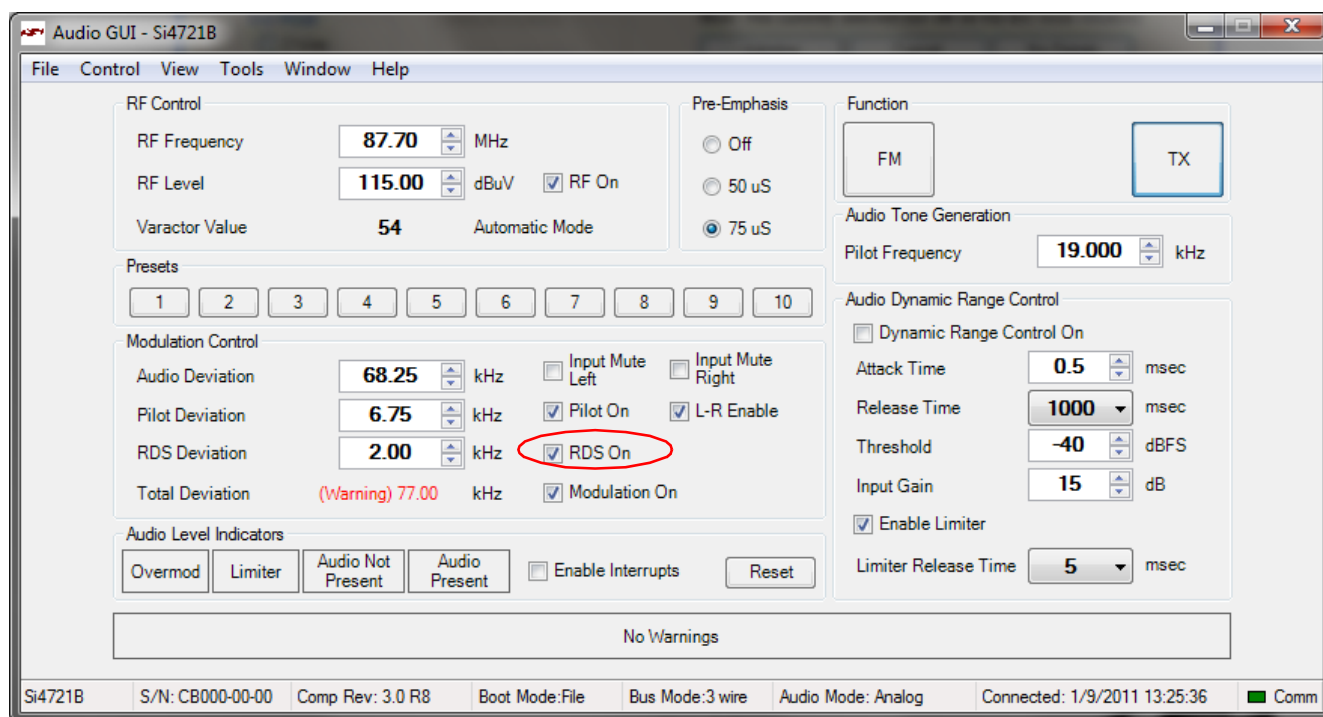 Audio GUI - Si4721B
File Control View Tools Window Help
RF Control
RF Frequency 87.70 MHz
RF Level 115.00 dBuV RF On
Varactor Value 54 Automatic Mode
Pre-Emphasis
Off
50 uS
75 uS
Function
FM TX
Audio Tone Generation
Pilot Frequency 19.000 kHz
Presets
1 2 3 4 5 6 7 8 9 10
Modulation Control
Audio Deviation 68.25 kHz Input Mute Left Input Mute Right
Pilot Deviation 6.75 kHz Pilot On L-R Enable
RDS Deviation 2.00 kHz RDS On
Total Deviation (Warning) 77.00 kHz Modulation On
Audio Dynamic Range Control
Dynamic Range Control On
Attack Time 0.5 msec
Release Time 1000 msec
Threshold -40 dBFS
Input Gain 15 dB
Enable Limiter
Limiter Release Time 5 msec
Audio Level Indicators
Overmod Limiter Audio Not Present Audio Present Enable Interrupts Reset
No Warnings
Si4721B S/N: CB000-00-00 Comp Rev: 3.0 R8 Boot Mode:File Bus Mode:3 wire Audio Mode: Analog Connected: 1/9/2011 13:25:36 Comm